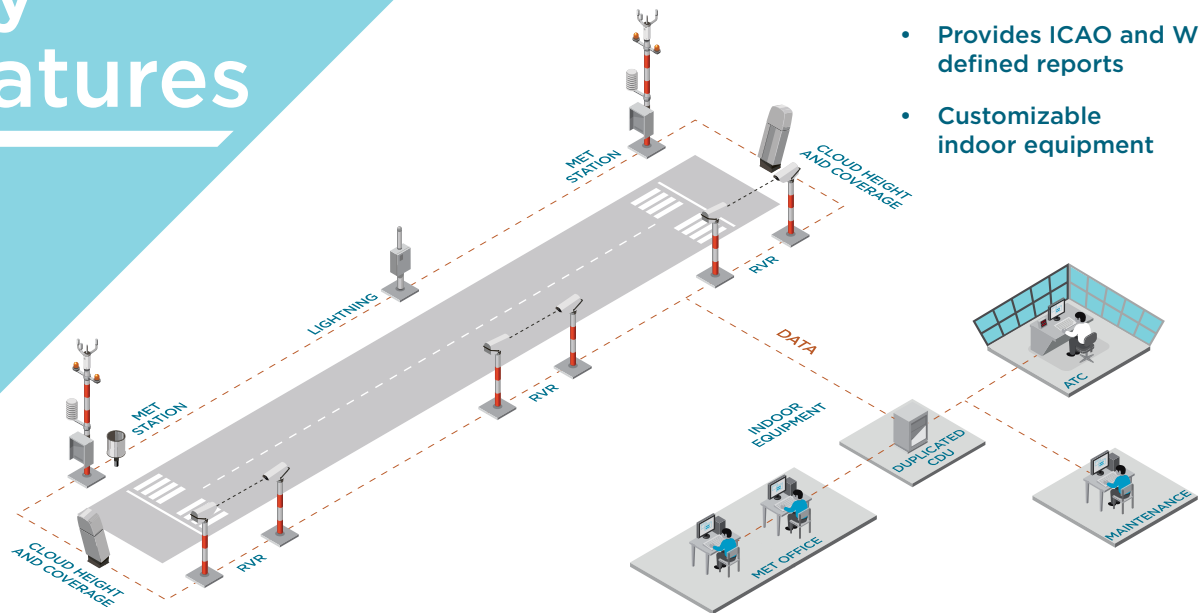 atures
• Provides ICAO and W
defined reports
• Customizable
indoor equipment
MET
STATION
CLOUD HEIGHT
AND COVERAGE
RVR
LIGHTNING
DATA
RVR
ATC
MET
STATION
INDOOR
EQUIPMENT
DUPLICATED
CDU
MAINTENANCE
MET OFFICE
RVR
CLOUD HEIGHT
AND COVERAGE